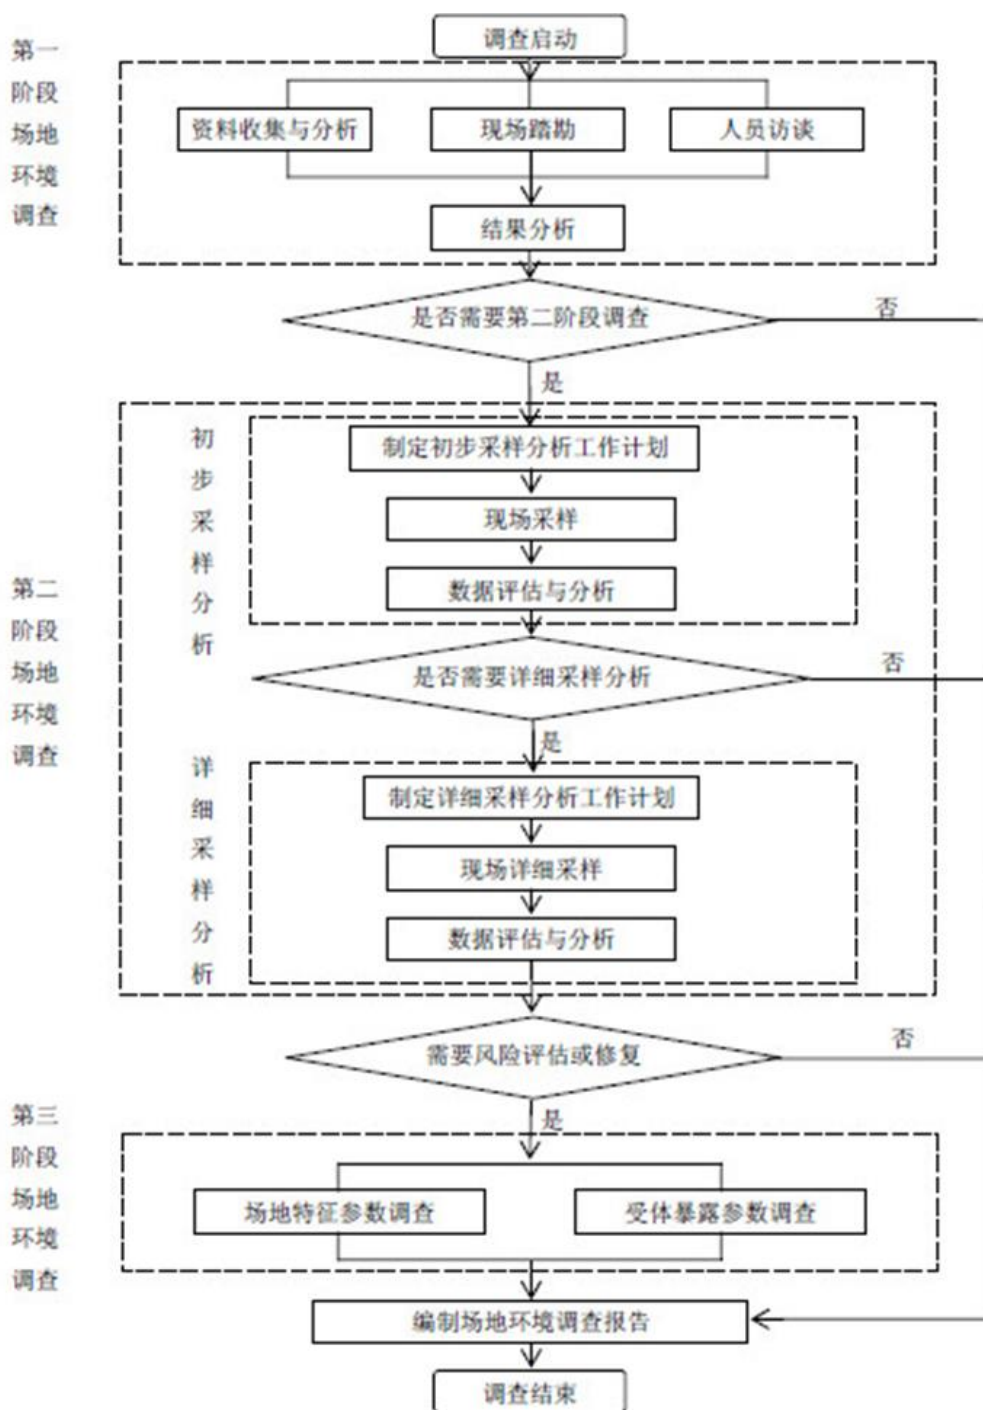 调查启动
第一
阶段
场地
环境
调查
资料收集与分析
现场踏勘
人员访谈
结果分析
是否需要第二阶段调查
否
是
第二
阶段
场地
环境
调查
初
步
采
样
分
析
制定初步采样分析工作计划
现场采样
数据评估与分析
是否需要详细采样分析
否
是
详
细
采
样
分
析
制定详细采样分析工作计划
现场详细采样
数据评估与分析
需要风险评估或修复
否
是
第三
阶段
场地
环境
调查
场地特征参数调查
受体暴露参数调查
编制场地环境调查报告
调查结束